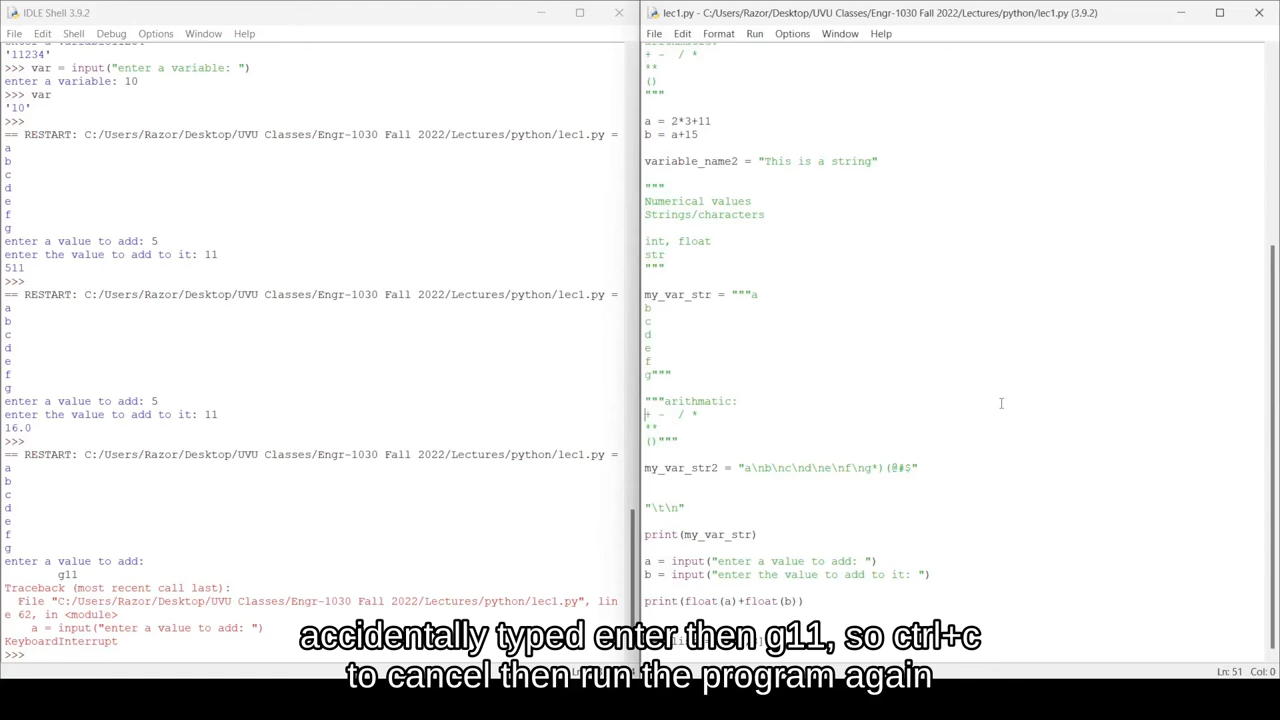 IDLE Shell 3.9.2
File Edit Shell Debug Options Window Help
'11234'
>>> var = input("enter a variable: ")
enter a variable: 10
>>> var
'10'
>>>
== RESTART: C:/Users/Razor/Desktop/UVU Classes/Engr-1030 Fall 2022/Lectures/python/lec1.py =
a
b
c
d
e
f
g
enter a value to add: 5
enter the value to add to it: 11
511
>>>
== RESTART: C:/Users/Razor/Desktop/UVU Classes/Engr-1030 Fall 2022/Lectures/python/lec1.py =
a
b
c
d
e
f
g
enter a value to add: 5
enter the value to add to it: 11
16.0
>>>
== RESTART: C:/Users/Razor/Desktop/UVU Classes/Engr-1030 Fall 2022/Lectures/python/lec1.py =
a
b
c
d
e
f
g
enter a value to add:
g11
Traceback (most recent call last):
File "C:/Users/Razor/Desktop/UVU Classes/Engr-1030 Fall 2022/Lectures/python/lec1.py", lin
e 62, in <module>
a = input("enter a value to add: ")
KeyboardInterrupt
>>>
lec1.py - C:/Users/Razor/Desktop/UVU Classes/Engr-1030 Fall 2022/Lectures/python/lec1.py (3.9.2)
File Edit Format Run Options Window Help
+ -  / *
**
()
"""
a = 2*3+11
b = a+15
variable_name2 = "This is a string"
"""
Numerical values
Strings/characters
int, float
str
"""
my_var_str = """a
b
c
d
e
f
g"""
"""arithmatic:
+ -  / *
**
()"""
my_var_str2 = "a\nb\nc\nd\ne\nf\ng*)(@#$"
"\t\n"
print(my_var_str)
a = input("enter a value to add: ")
b = input("enter the value to add to it: ")
print(float(a)+float(b))
Ln: 51 Col: 0
accidentally typed enter then g11, so ctrl+c
to cancel then run the program again